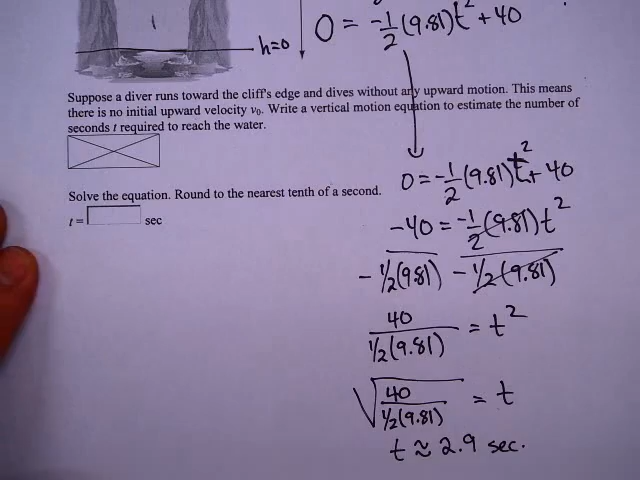 h=0
0 = -1/2 (9.81)t² + 40
Suppose a diver runs toward the cliff's edge and dives without any upward motion. This means
there is no initial upward velocity v₀. Write a vertical motion equation to estimate the number of
seconds t required to reach the water.
0 = -1/2 (9.81)t² + 40
Solve the equation. Round to the nearest tenth of a second.
t = sec
-40 = -1/2 (9.81)t²
-1/2(9.81) -1/2(9.81)
40 / 1/2(9.81) = t²
√ 40 / 1/2(9.81) = t
t ≈ 2.9 sec.